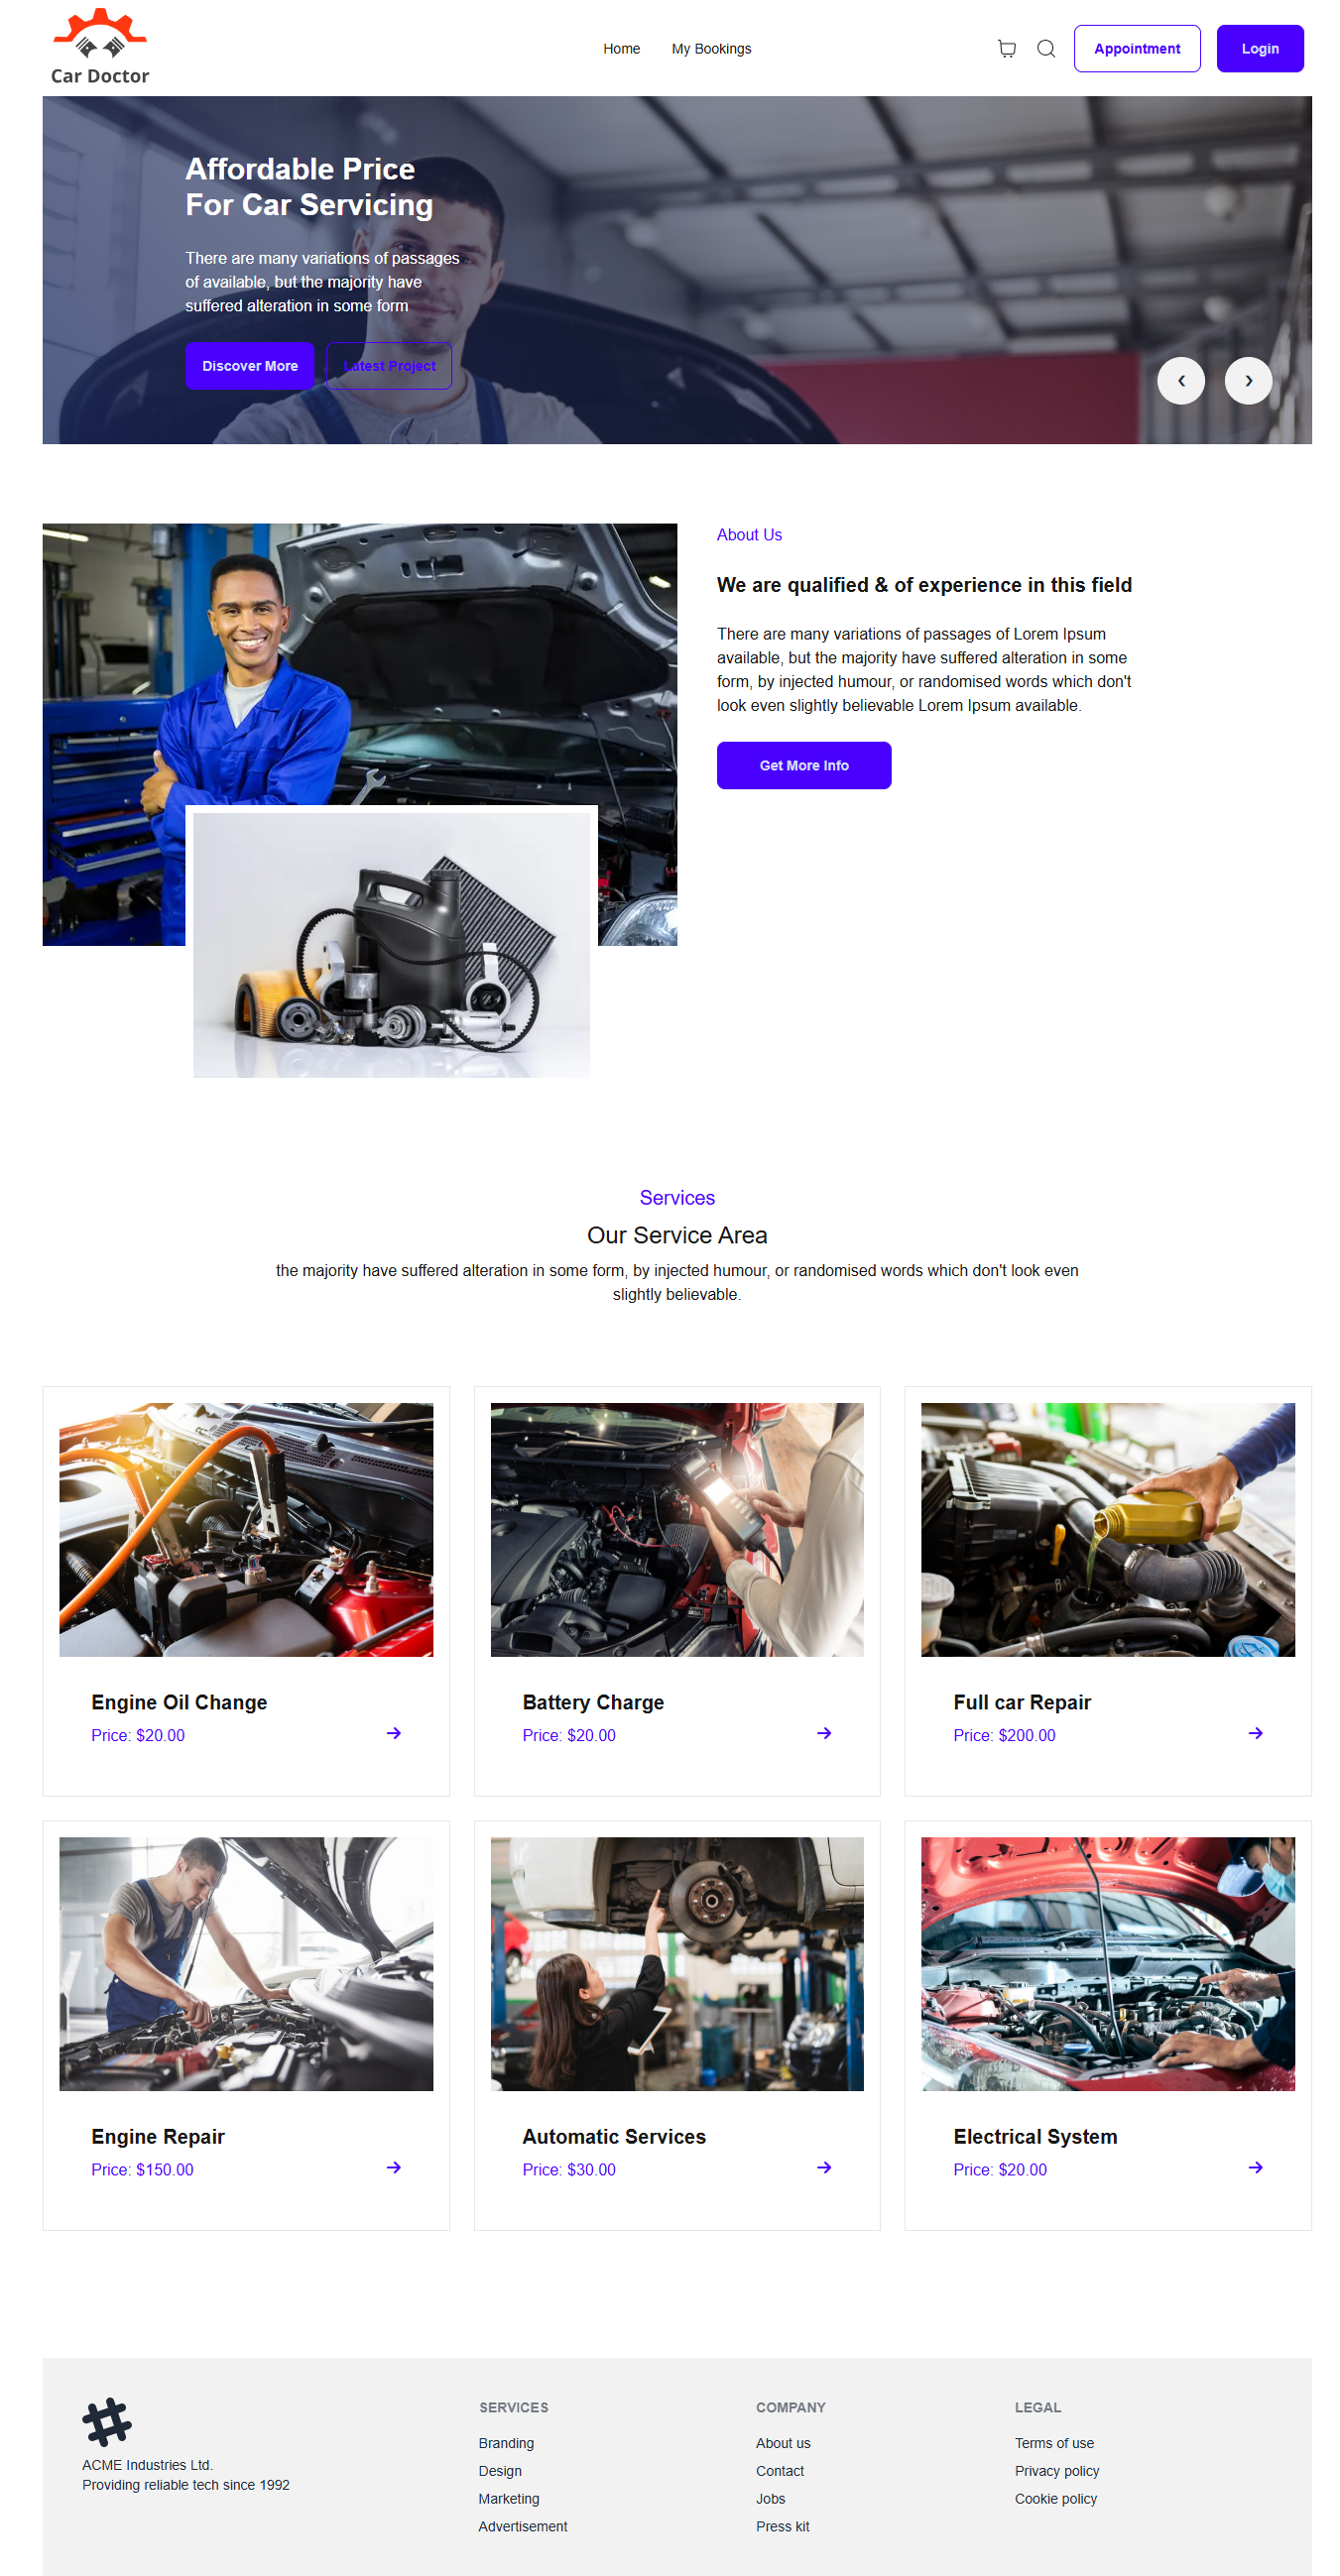 Car Doctor
Home
My Bookings
Appointment
Login
Affordable Price
For Car Servicing
There are many variations of passages
of available, but the majority have
suffered alteration in some form
Discover More
Latest Project
About Us
We are qualified & of experience in this field
There are many variations of passages of Lorem Ipsum
available, but the majority have suffered alteration in some
form, by injected humour, or randomised words which don't
look even slightly believable Lorem Ipsum available.
Get More Info
Services
Our Service Area
the majority have suffered alteration in some form, by injected humour, or randomised words which don't look even
slightly believable.
Engine Oil Change
Price: $20.00
Battery Charge
Price: $20.00
Full car Repair
Price: $200.00
Engine Repair
Price: $150.00
Automatic Services
Price: $30.00
Electrical System
Price: $20.00
ACME Industries Ltd.
Providing reliable tech since 1992
SERVICES
Branding
Design
Marketing
Advertisement
COMPANY
About us
Contact
Jobs
Press kit
LEGAL
Terms of use
Privacy policy
Cookie policy